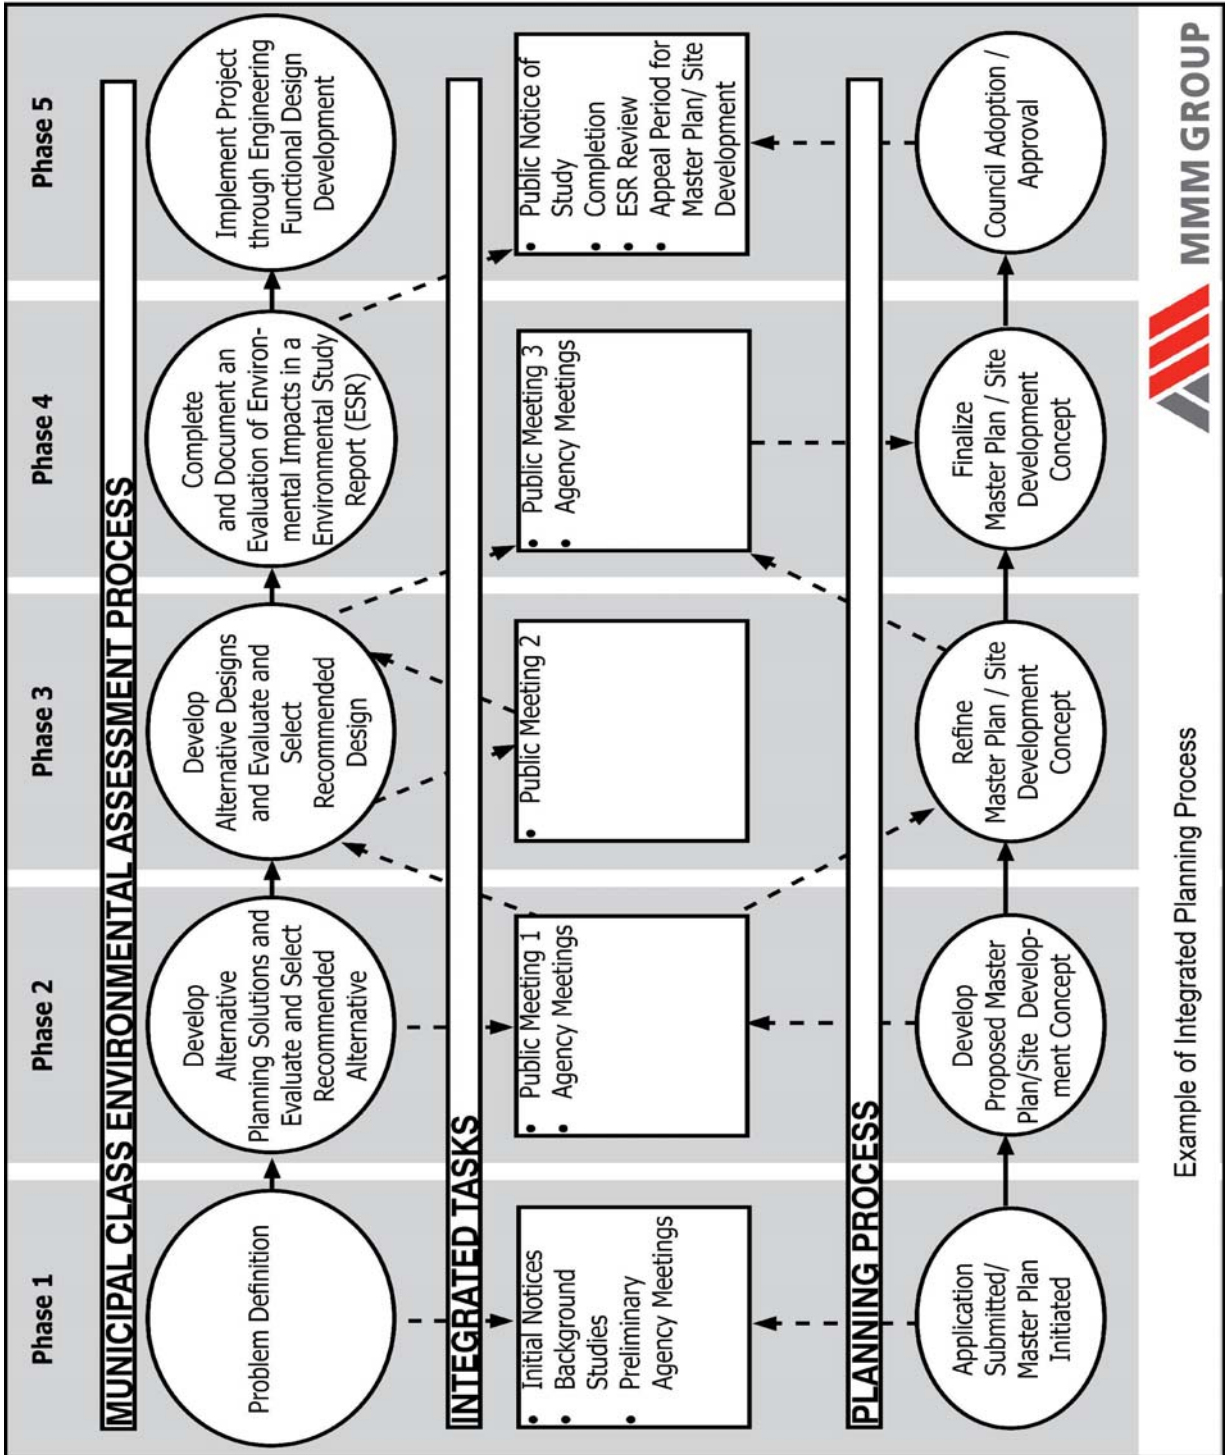 Phase 1
Phase 2
Phase 3
Phase 4
Phase 5
MUNICIPAL CLASS ENVIRONMENTAL ASSESSMENT PROCESS
Problem Definition
Develop
Alternative
Planning Solutions and
Evaluate and Select
Recommended
Alternative
Develop
Alternative Designs
and Evaluate and
Select
Recommended
Design
Complete
and Document an
Evaluation of Environ-
mental Impacts in a
Environmental Study
Report (ESR)
Implement Project
through Engineering
Functional Design
Development
INTEGRATED TASKS
• Initial Notices
• Background
Studies
• Preliminary
Agency Meetings
• Public Meeting 1
• Agency Meetings
• Public Meeting 2
• Public Meeting 3
• Agency Meetings
• Public Notice of
Study
• Completion
• ESR Review
• Appeal Period for
Master Plan/ Site
Development
PLANNING PROCESS
Application
Submitted/
Master Plan
Initiated
Develop
Proposed Master
Plan/Site Develop-
ment Concept
Refine
Master Plan / Site
Development
Concept
Finalize
Master Plan / Site
Development
Concept
Council Adoption /
Approval
Example of Integrated Planning Process
MMM GROUP